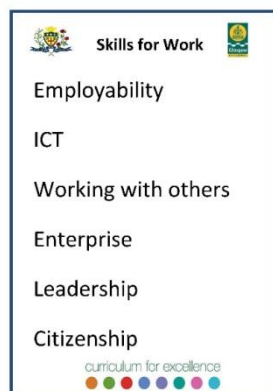 Skills for Work
Employability
ICT
Working with others
Enterprise
Leadership
Citizenship
curriculum for excellence